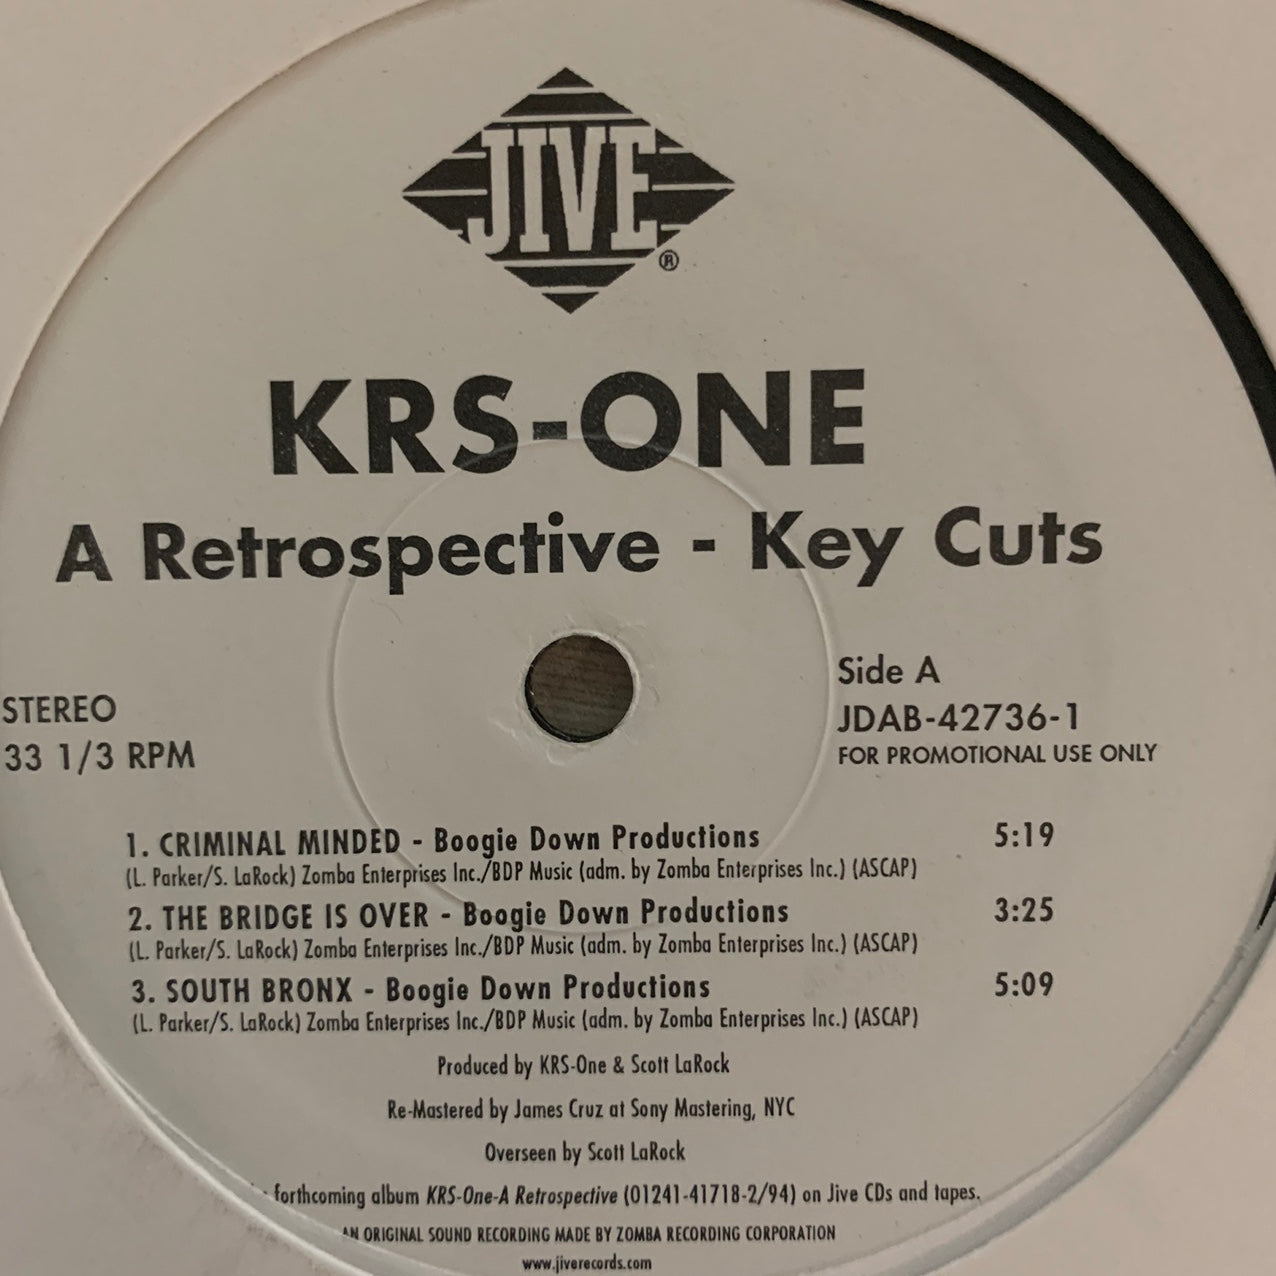 JIVE
®
KRS-ONE
A Retrospective - Key Cuts
STEREO
33 1/3 RPM
Side A
JDAB-42736-1
FOR PROMOTIONAL USE ONLY
1. CRIMINAL MINDED - Boogie Down Productions 5:19
(L. Parker/S. LaRock) Zomba Enterprises Inc./BDP Music (adm. by Zomba Enterprises Inc.) (ASCAP)
2. THE BRIDGE IS OVER - Boogie Down Productions 3:25
(L. Parker/S. LaRock) Zomba Enterprises Inc./BDP Music (adm. by Zomba Enterprises Inc.) (ASCAP)
3. SOUTH BRONX - Boogie Down Productions 5:09
(L. Parker/S. LaRock) Zomba Enterprises Inc./BDP Music (adm. by Zomba Enterprises Inc.) (ASCAP)
Produced by KRS-One & Scott LaRock
Re-Mastered by James Cruz at Sony Mastering, NYC
Overseen by Scott LaRock
forthcoming album KRS-One-A Retrospective (01241-41718-2/94) on Jive CDs and tapes.
AN ORIGINAL SOUND RECORDING MADE BY ZOMBA RECORDING CORPORATION
www.jiverecords.com